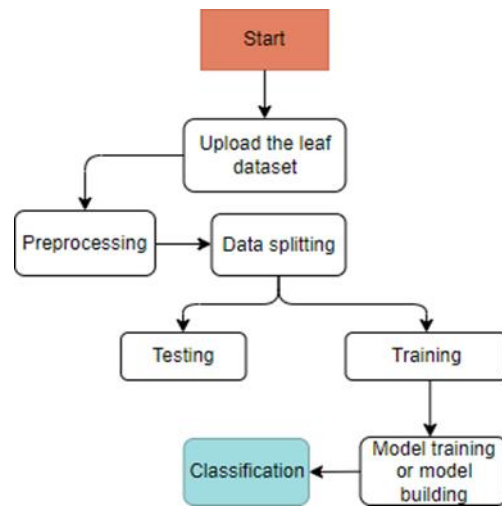 Start
Upload the leaf
dataset
Preprocessing
Data splitting
Testing
Training
Model training
or model
building
Classification